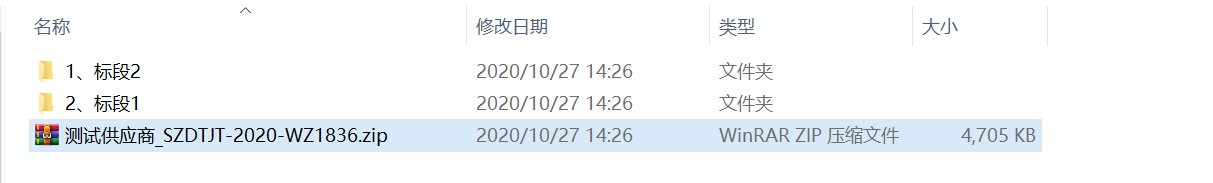 名称 修改日期 类型 大小
1、标段2 2020/10/27 14:26 文件夹
2、标段1 2020/10/27 14:26 文件夹
测试供应商_SZDTJT-2020-WZ1836.zip 2020/10/27 14:26 WinRAR ZIP 压缩文件 4,705 KB